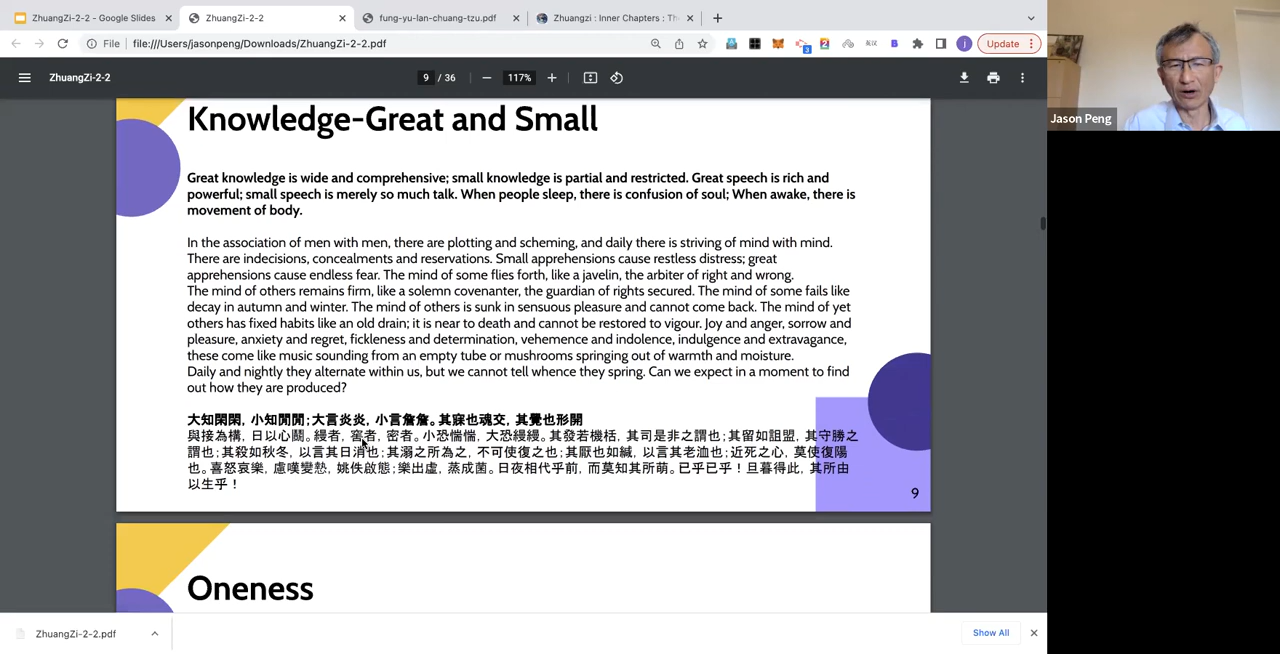 ZhuangZi-2-2 - Google Slides
ZhuangZi-2-2
fung-yu-lan-chuang-tzu.pdf
Zhuangzi : Inner Chapters : Th
File
file:///Users/jasonpeng/Downloads/ZhuangZi-2-2.pdf
Update
ZhuangZi-2-2
9 / 36
117%
Jason Peng
Knowledge-Great and Small
Great knowledge is wide and comprehensive; small knowledge is partial and restricted. Great speech is rich and
powerful; small speech is merely so much talk. When people sleep, there is confusion of soul; When awake, there is
movement of body.
In the association of men with men, there are plotting and scheming, and daily there is striving of mind with mind.
There are indecisions, concealments and reservations. Small apprehensions cause restless distress; great
apprehensions cause endless fear. The mind of some flies forth, like a javelin, the arbiter of right and wrong.
The mind of others remains firm, like a solemn covenanter, the guardian of rights secured. The mind of some fails like
decay in autumn and winter. The mind of others is sunk in sensuous pleasure and cannot come back. The mind of yet
others has fixed habits like an old drain; it is near to death and cannot be restored to vigour. Joy and anger, sorrow and
pleasure, anxiety and regret, fickleness and determination, vehemence and indolence, indulgence and extravagance,
these come like music sounding from an empty tube or mushrooms springing out of warmth and moisture.
Daily and nightly they alternate within us, but we cannot tell whence they spring. Can we expect in a moment to find
out how they are produced?
大知閑閑，小知閒閒；大言炎炎，小言詹詹。其寐也魂交，其覺也形開
與接為構，日以心鬭。縵者，窖者，密者。小恐惴惴，大恐縵縵。其發若機栝，其司是非之謂也；其留如詛盟，其守勝之
謂也；其殺如秋冬，以言其日消也；其溺之所為之，不可使復之也；其厭也如緘，以言其老洫也；近死之心，莫使復陽
也。喜怒哀樂，慮嘆變慹，姚佚啟態；樂出虛，蒸成菌。日夜相代乎前，而莫知其所萌。已乎已乎！旦暮得此，其所由
以生乎！
9
Oneness
ZhuangZi-2-2.pdf
Show All